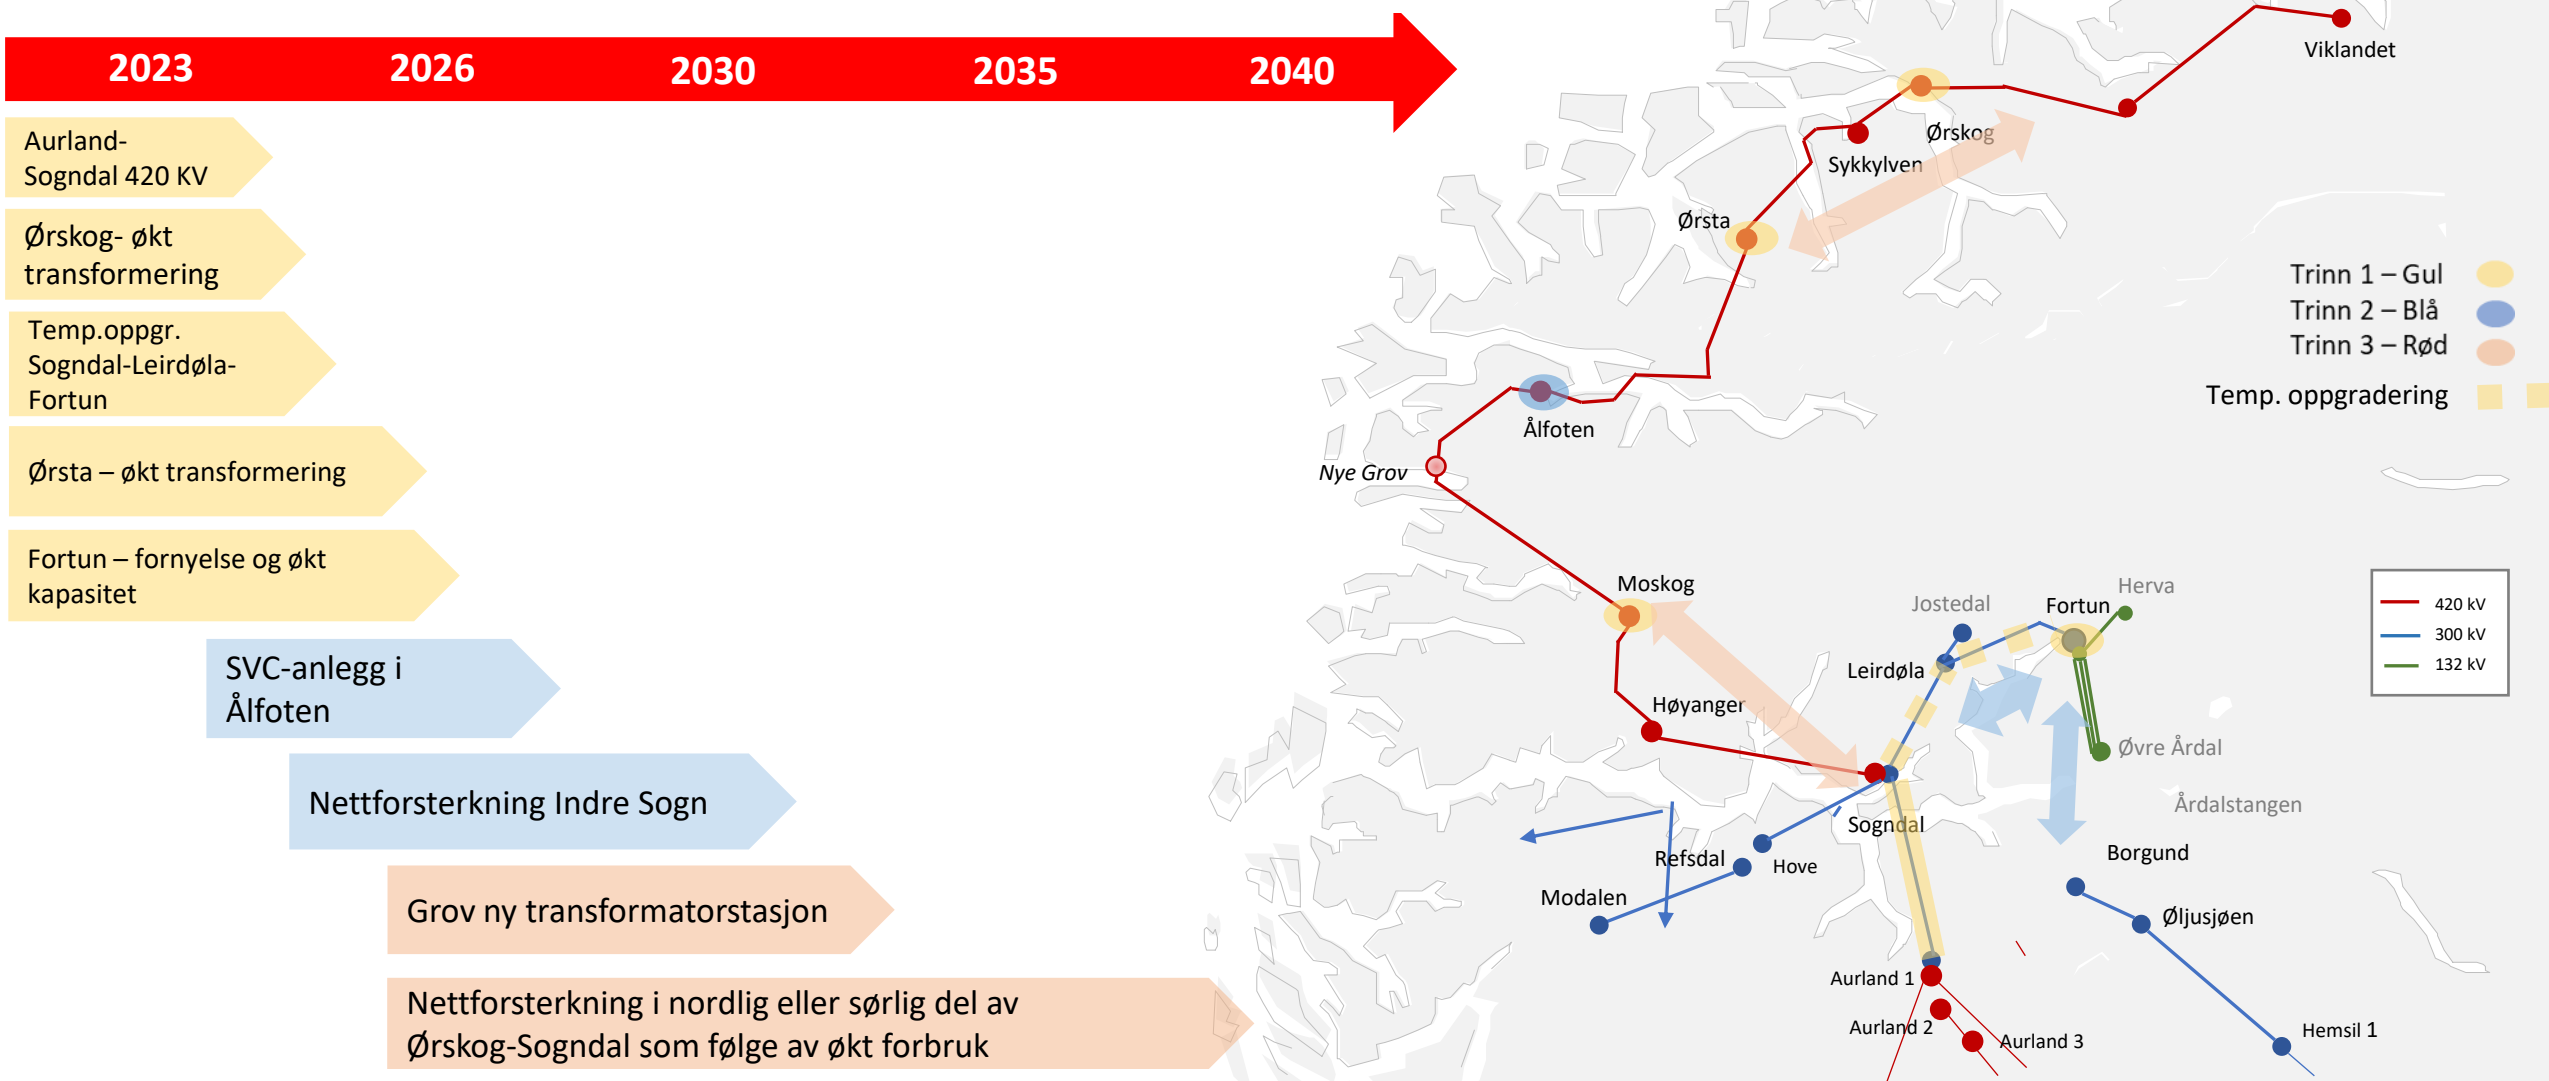 2023 2026 2030 2035 2040
Aurland-
Sogndal 420 KV
Ørskog- økt
transformering
Temp.oppgr.
Sogndal-Leirdøla-
Fortun
Ørsta – økt transformering
Fortun – fornyelse og økt
kapasitet
SVC-anlegg i
Ålfoten
Nettforsterkning Indre Sogn
Grov ny transformatorstasjon
Nettforsterkning i nordlig eller sørlig del av
Ørskog-Sogndal som følge av økt forbruk
Viklandet
Ørskog
Sykkylven
Ørsta
Trinn 1 – Gul
Trinn 2 – Blå
Trinn 3 – Rød
Temp. oppgradering
Ålfoten
Nye Grov
Moskog
Jostedal
Fortun
Herva
420 kV
300 kV
132 kV
Leirdøla
Høyanger
Øvre Årdal
Årdalstangen
Sogndal
Borgund
Refsdal
Hove
Modalen
Øljusjøen
Aurland 1
Aurland 2
Aurland 3
Hemsil 1